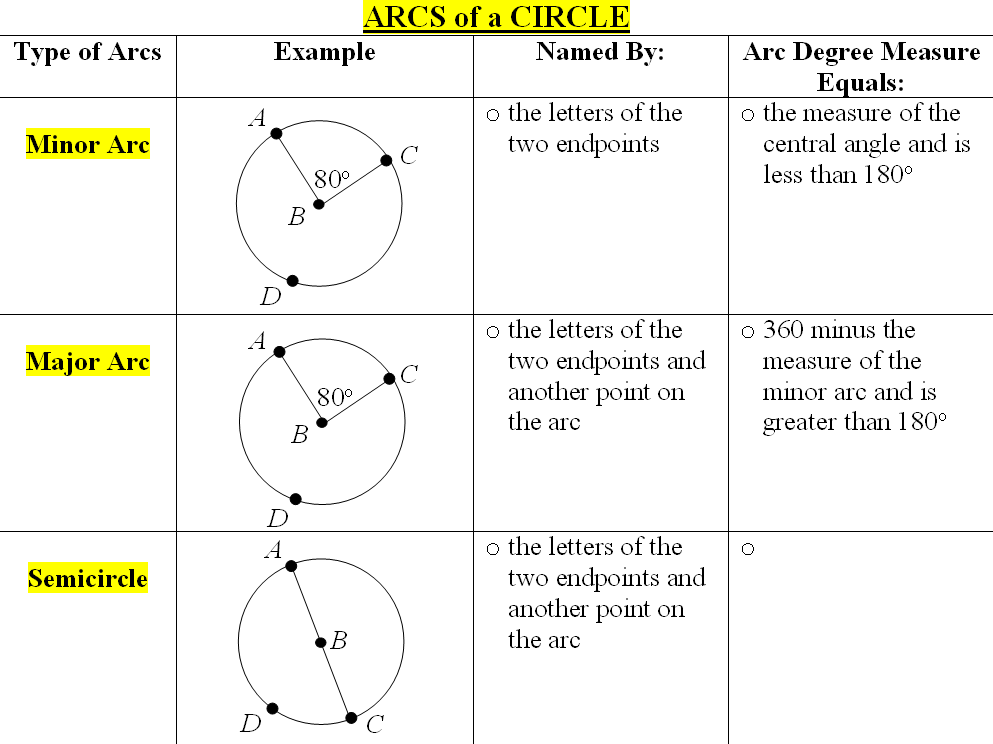 ARCS of a CIRCLE
Type of Arcs
Example
Named By:
Arc Degree Measure
Equals:
Minor Arc
A
C
80°
B
D
○ the letters of the
two endpoints
○ the measure of the
central angle and is
less than 180°
Major Arc
A
C
80°
B
D
○ the letters of the
two endpoints and
another point on
the arc
○ 360 minus the
measure of the
minor arc and is
greater than 180°
Semicircle
A
B
D
C
○ the letters of the
two endpoints and
another point on
the arc
○